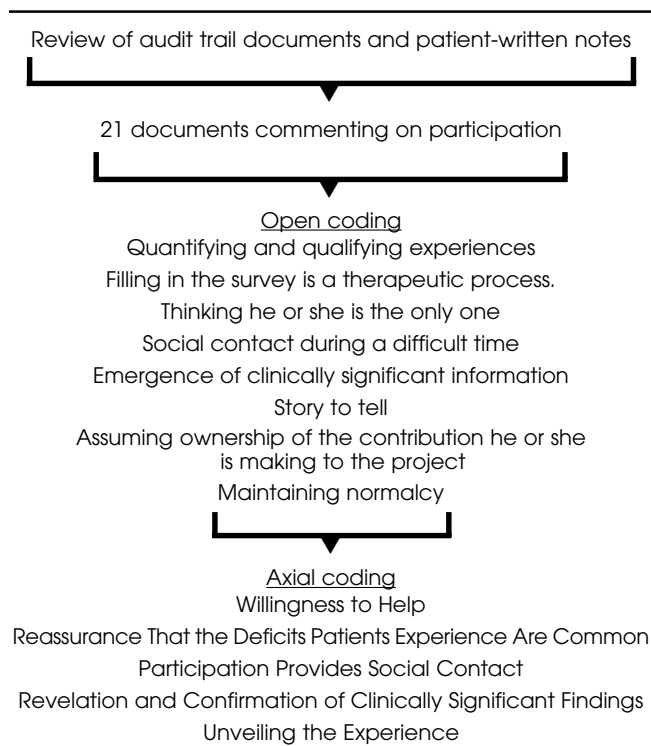 Review of audit trail documents and patient-written notes
21 documents commenting on participation
Open coding
Quantifying and qualifying experiences
Filling in the survey is a therapeutic process.
Thinking he or she is the only one
Social contact during a difficult time
Emergence of clinically significant information
Story to tell
Assuming ownership of the contribution he or she
is making to the project
Maintaining normalcy
Axial coding
Willingness to Help
Reassurance That the Deficits Patients Experience Are Common
Participation Provides Social Contact
Revelation and Confirmation of Clinically Significant Findings
Unveiling the Experience